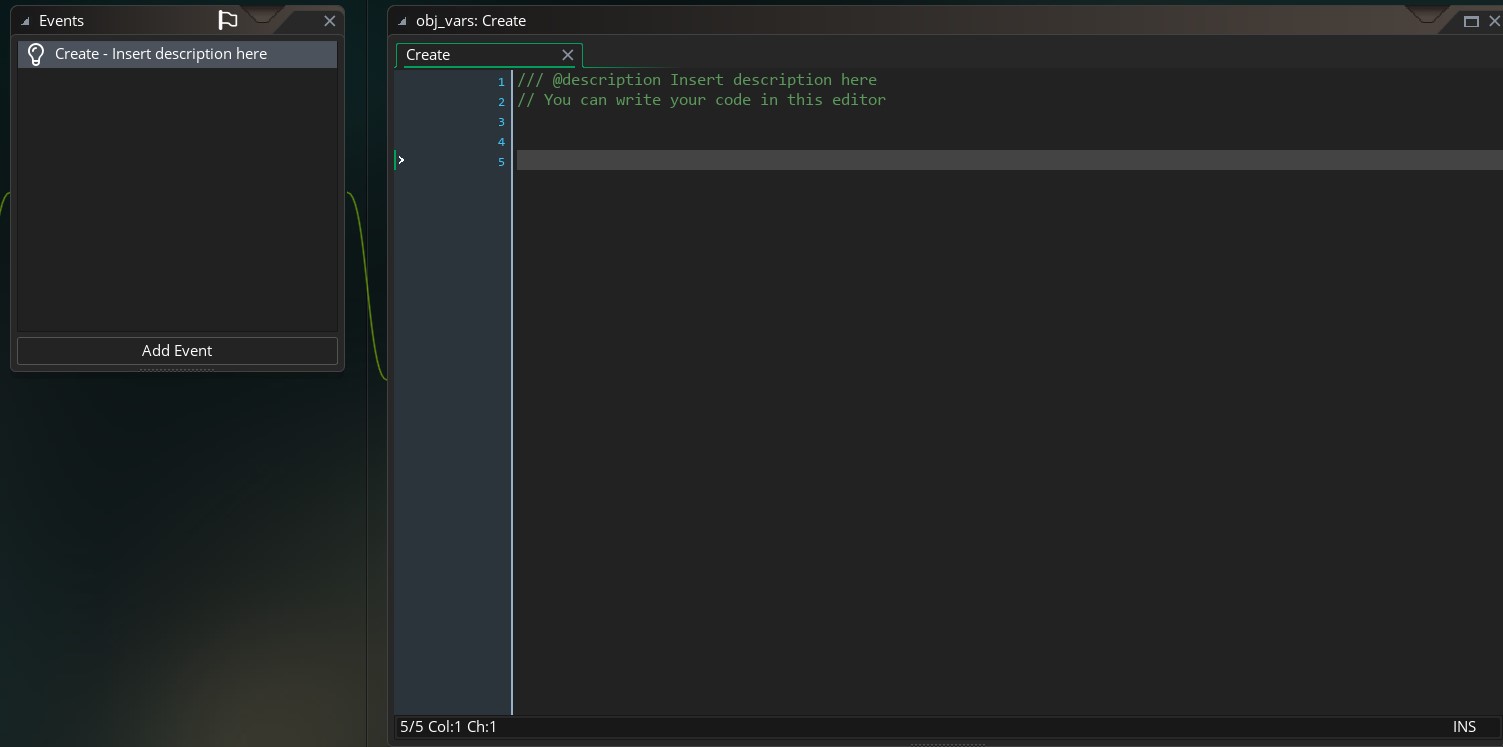 Events
Create - Insert description here
Add Event
obj_vars: Create
Create
1 /// @description Insert description here
2 // You can write your code in this editor
3
4
5
5/5 Col:1 Ch:1
INS